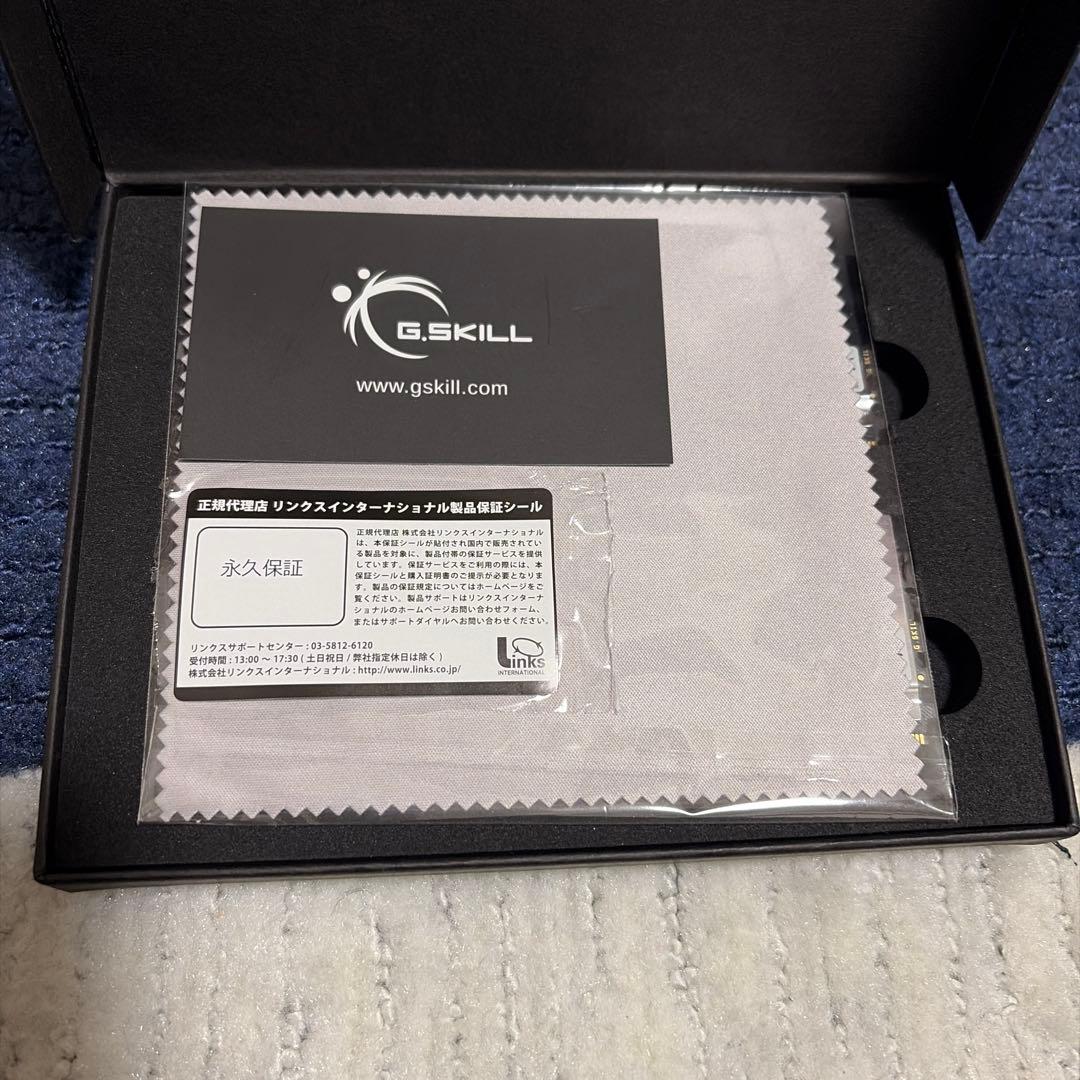 G.SKILL
www.gskill.com
正規代理店 リンクスインターナショナル製品保証シール
永久保証
正規代理店 株式会社リンクスインターナショナル
は、本保証シールが貼付され国内で販売されてい
る製品を対象に、製品付帯の保証サービスを提供
しています。保証サービスをご利用の際には、本
保証シールと購入証明書のご提示が必要となりま
す。製品の保証規定についてはホームページをご
覧ください。製品サポートはリンクスインターナ
ショナルのホームページお問い合わせフォーム、
またはサポートダイヤルへお問い合わせください。
リンクスサポートセンター : 03-5812-6120
受付時間 : 13:00 〜 17:30 ( 土日祝日 / 弊社指定休日は除く )
株式会社リンクスインターナショナル : http://www.links.co.jp/
Links
INTERNATIONAL
G.SKIL